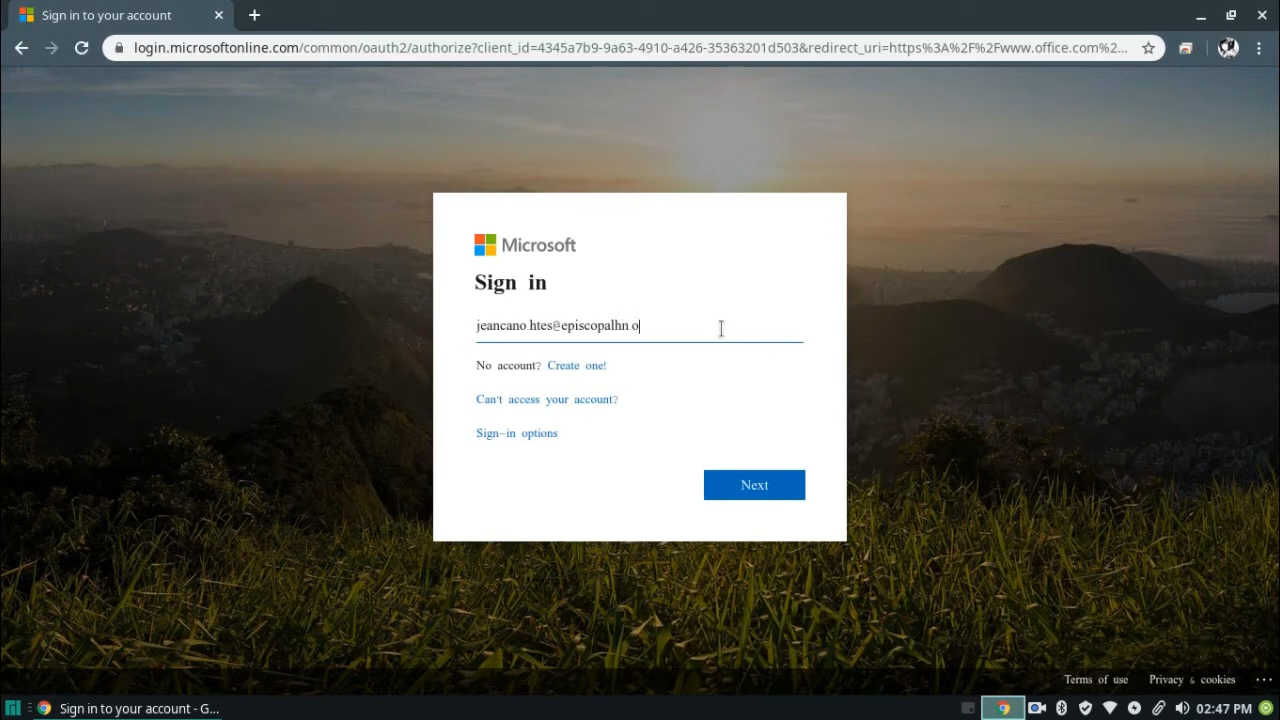 Sign in to your account
login.microsoftonline.com/common/oauth2/authorize?client_id=4345a7b9-9a63-4910-a426-35363201d503&redirect_uri=https%3A%2F%2Fwww.office.com%2...
Microsoft
Sign in
jeancano.htes@episcopalhn.o
No account? Create one!
Can't access your account?
Sign-in options
Next
Terms of use Privacy & cookies ...
Sign in to your account - G...
02:47 PM